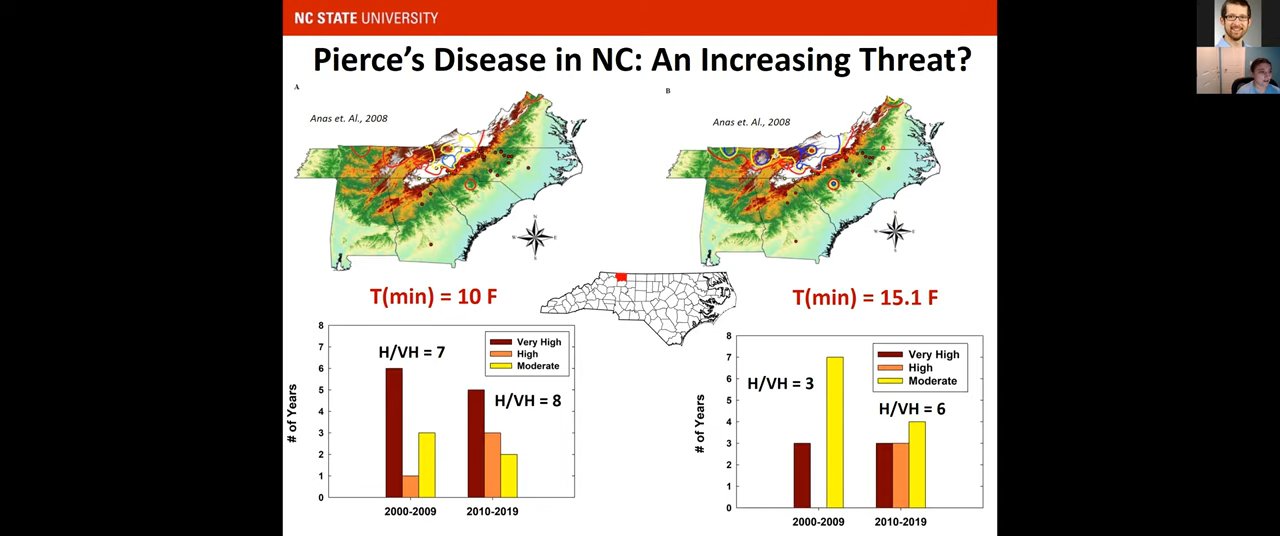 NC STATE UNIVERSITY
Pierce's Disease in NC: An Increasing Threat?
A
B
Anas et. Al., 2008
Anas et. Al., 2008
N
W
E
S
N
W
E
S
T(min) = 10 F
T(min) = 15.1 F
# of Years
8
7
6
5
4
3
2
1
0
H/VH = 7
H/VH = 8
Very High
High
Moderate
2000-2009
2010-2019
# of Years
8
7
6
5
4
3
2
1
0
H/VH = 3
H/VH = 6
Very High
High
Moderate
2000-2009
2010-2019